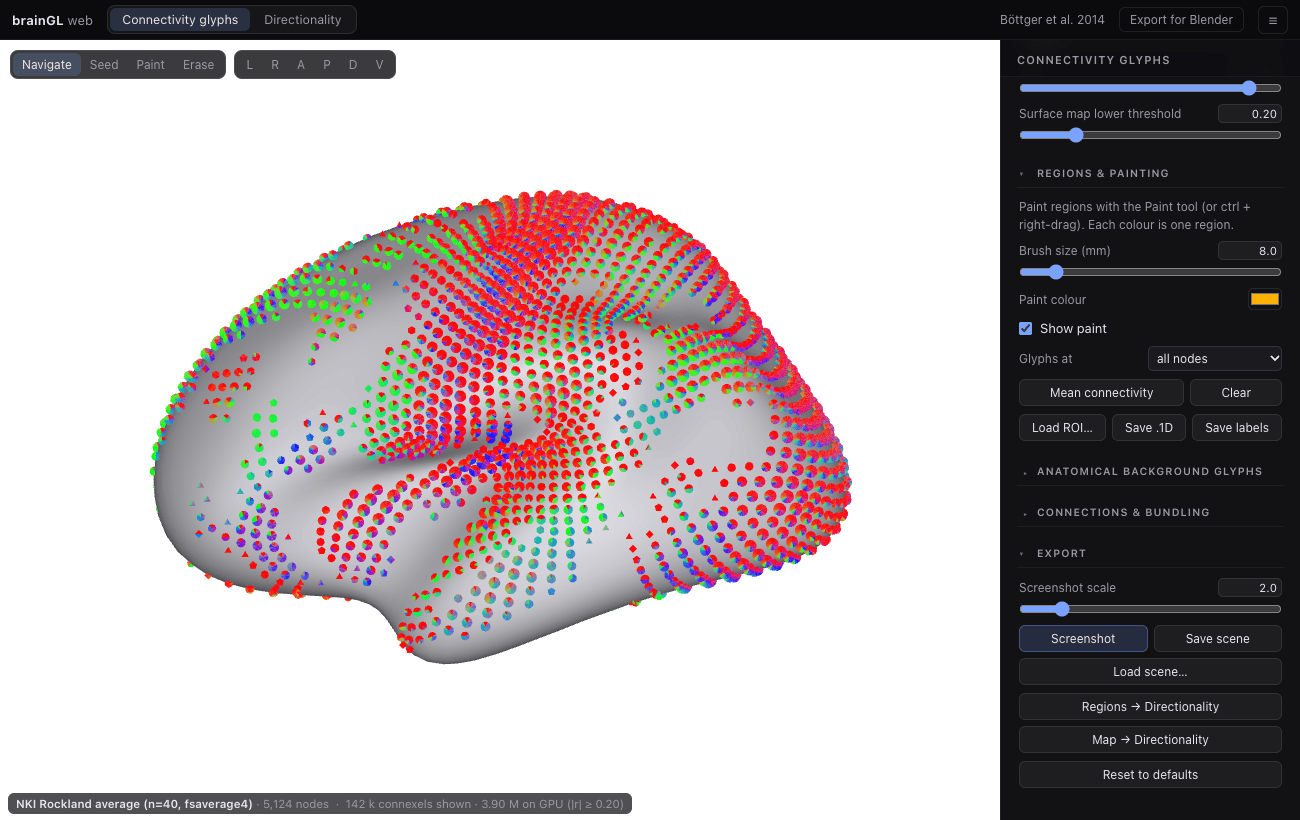 brainGL web
Connectivity glyphs
Directionality
Böttger et al. 2014
Export for Blender
≡
Navigate
Seed
Paint
Erase
L
R
A
P
D
V
CONNECTIVITY GLYPHS
Surface map lower threshold
0.20
REGIONS & PAINTING
Paint regions with the Paint tool (or ctrl +
right-drag). Each colour is one region.
Brush size (mm)
8.0
Paint colour
Show paint
Glyphs at
all nodes
Mean connectivity
Clear
Load ROI...
Save .1D
Save labels
ANATOMICAL BACKGROUND GLYPHS
CONNECTIONS & BUNDLING
EXPORT
Screenshot scale
2.0
Screenshot
Save scene
Load scene...
Regions → Directionality
Map → Directionality
Reset to defaults
NKI Rockland average (n=40, fsaverage4) · 5,124 nodes · 142 k connexels shown · 3.90 M on GPU (|r| ≥ 0.20)